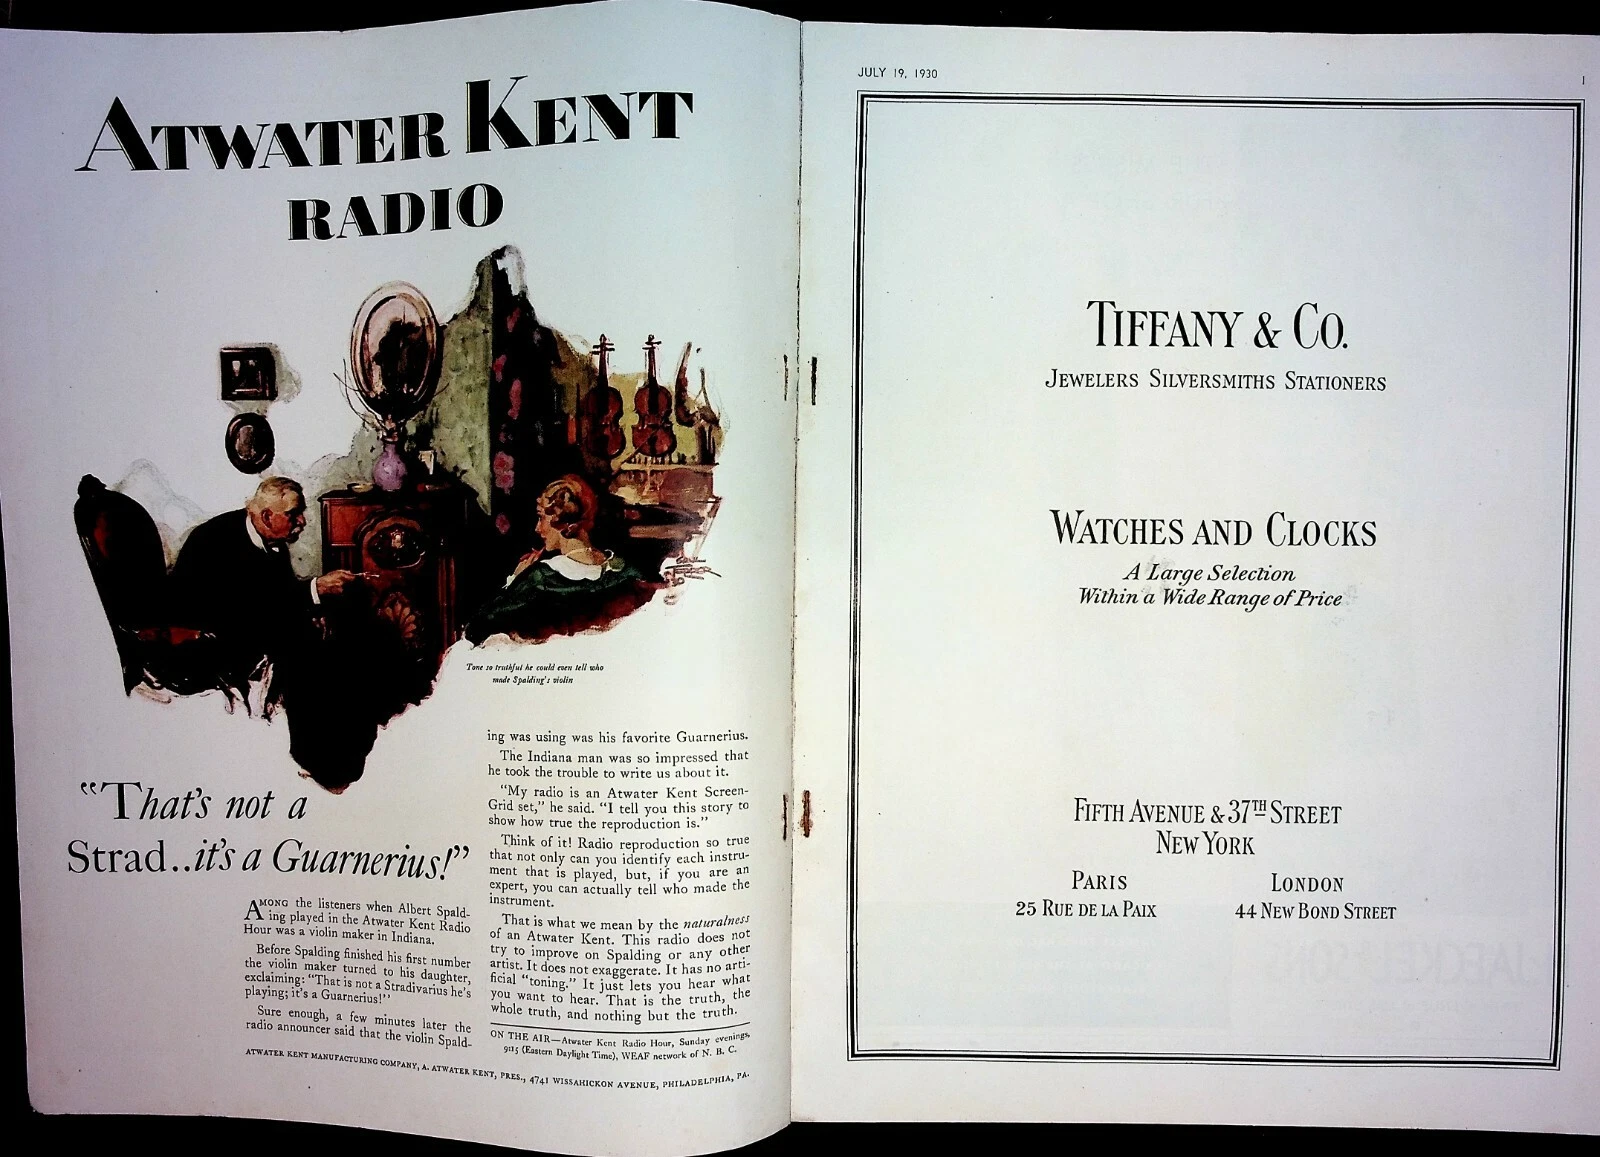 ATWATER KENT
RADIO
Tone so truthful he could even tell who
made Spalding's violin
"That's not a
Strad..it's a Guarnerius!"
AMONG the listeners when Albert Spald-
ing played in the Atwater Kent Radio
Hour was a violin maker in Indiana.
Before Spalding finished his first number
the violin maker turned to his daughter,
exclaiming: "That is not a Stradivarius he's
playing; it's a Guarnerius!"
Sure enough, a few minutes later the
radio announcer said that the violin Spald-
ing was using was his favorite Guarnerius.
The Indiana man was so impressed that
he took the trouble to write us about it.
"My radio is an Atwater Kent Screen-
Grid set," he said. "I tell you this story to
show how true the reproduction is."
Think of it! Radio reproduction so true
that not only can you identify each instru-
ment that is played, but, if you are an
expert, you can actually tell who made the
instrument.
That is what we mean by the naturalness
of an Atwater Kent. This radio does not
try to improve on Spalding or any other
artist. It does not exaggerate. It has no arti-
ficial "toning." It just lets you hear what
you want to hear. That is the truth, the
whole truth, and nothing but the truth.
ON THE AIR—Atwater Kent Radio Hour, Sunday evenings,
9:15 (Eastern Daylight Time), WEAF network of N. B. C.
ATWATER KENT MANUFACTURING COMPANY, A. ATWATER KENT, PRES., 4741 WISSAHICKON AVENUE, PHILADELPHIA, PA.
JULY 19, 1930
1
TIFFANY & CO.
JEWELERS SILVERSMITHS STATIONERS
WATCHES AND CLOCKS
A Large Selection
Within a Wide Range of Price
FIFTH AVENUE & 37TH STREET
NEW YORK
PARIS
25 RUE DE LA PAIX
LONDON
44 NEW BOND STREET